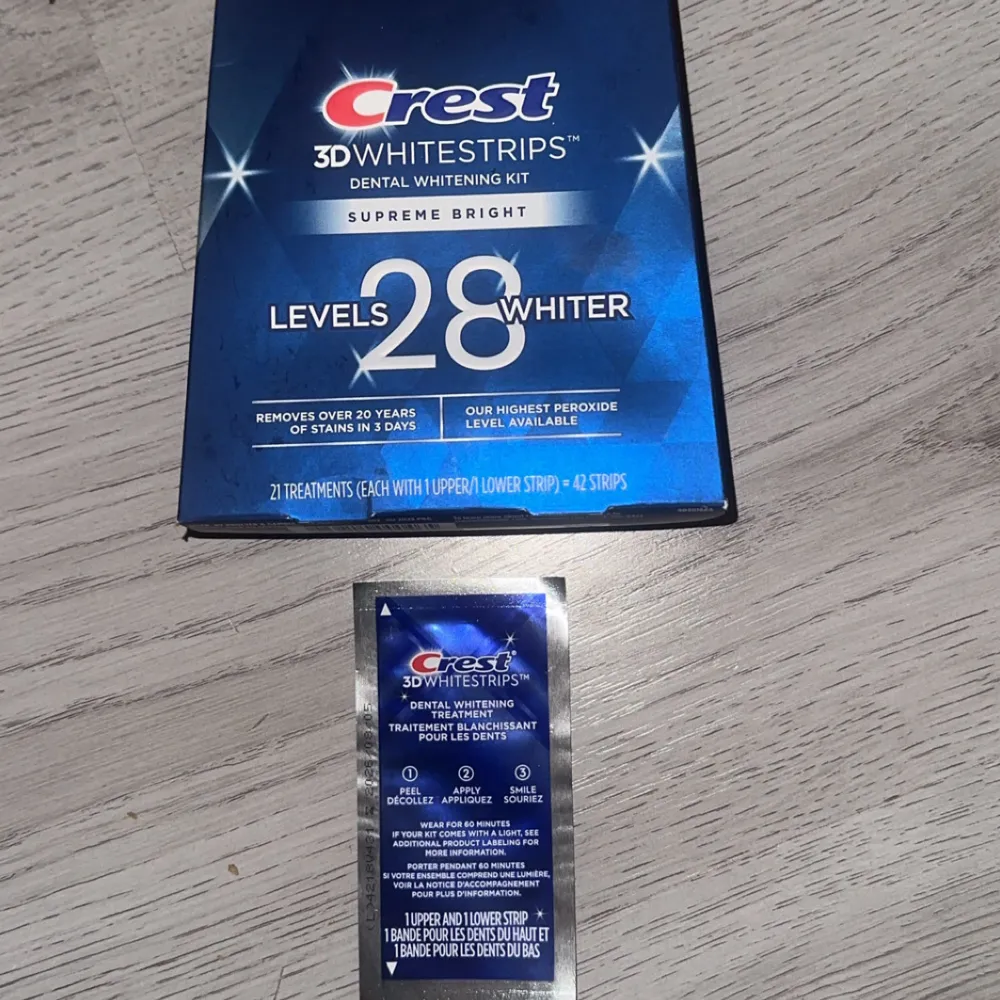 Crest
3DWHITESTRIPS™
DENTAL WHITENING KIT
SUPREME BRIGHT
LEVELS 28 WHITER
REMOVES OVER 20 YEARS
OF STAINS IN 3 DAYS
OUR HIGHEST PEROXIDE
LEVEL AVAILABLE
21 TREATMENTS (EACH WITH 1 UPPER/1 LOWER STRIP) = 42 STRIPS
Crest®
3DWHITESTRIPS™
DENTAL WHITENING
TREATMENT
TRAITEMENT BLANCHISSANT
POUR LES DENTS
1 2 3
PEEL APPLY SMILE
DÉCOLLEZ APPLIQUEZ SOURIEZ
WEAR FOR 60 MINUTES
IF YOUR KIT COMES WITH A LIGHT, SEE
ADDITIONAL PRODUCT LABELING FOR
MORE INFORMATION.
PORTER PENDANT 60 MINUTES
SI VOTRE ENSEMBLE COMPREND UNE LUMIÈRE,
VOIR LA NOTICE D'ACCOMPAGNEMENT
POUR PLUS D'INFORMATION.
1 UPPER AND 1 LOWER STRIP
1 BANDE POUR LES DENTS DU HAUT ET
1 BANDE POUR LES DENTS DU BAS